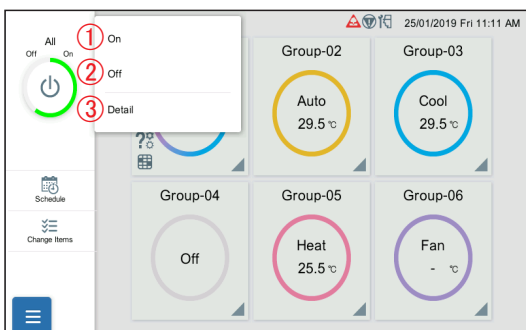 25/01/2019 Fri 11:11 AM
All
Off
On
① On
② Off
③ Detail
Schedule
Change Items
Group-02
Auto
29.5 ℃
Group-03
Cool
29.5 ℃
Group-04
Off
Group-05
Heat
25.5 ℃
Group-06
Fan
- ℃